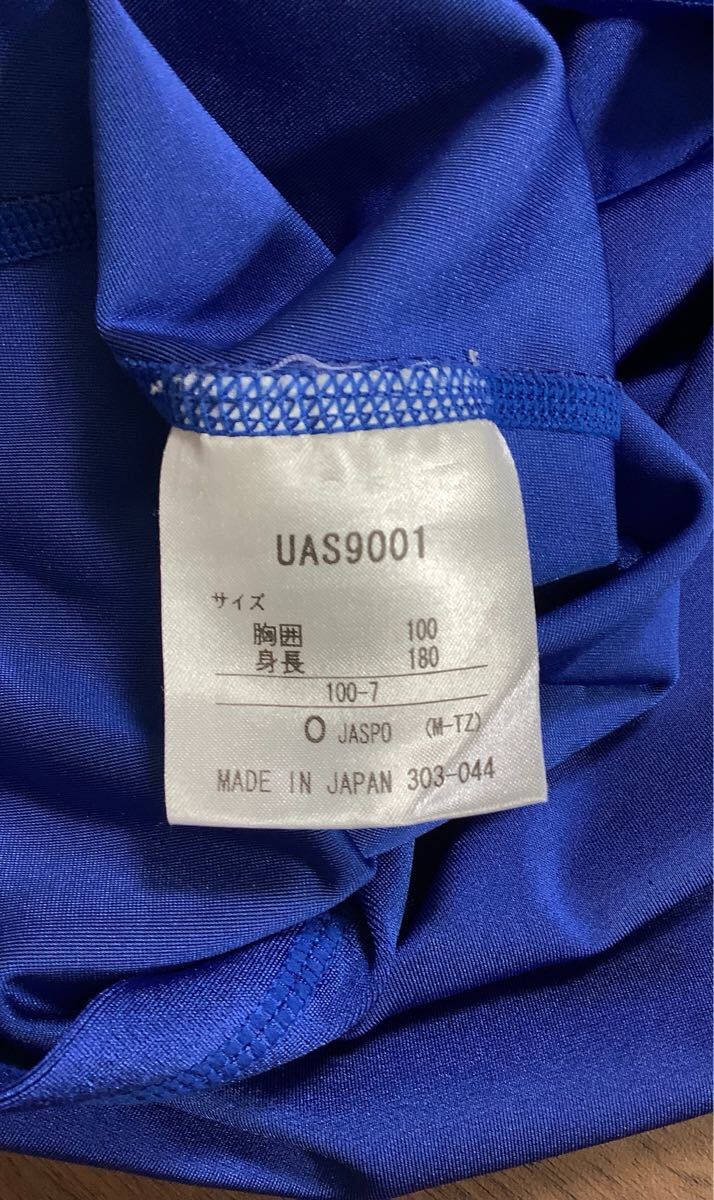 UAS9001
サイズ
胸囲 100
身長 180
100-7
O JASPO (M-TZ)
MADE IN JAPAN 303-044